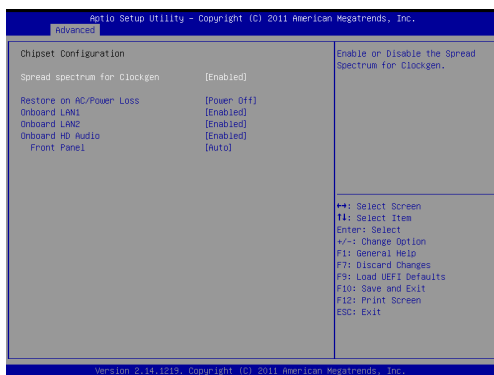 Aptio Setup Utility – Copyright (C) 2011 American Megatrends, Inc.
Advanced
Chipset Configuration
Spread spectrum for Clockgen [Enabled]
Restore on AC/Power Loss [Power Off]
Onboard LAN1 [Enabled]
Onboard LAN2 [Enabled]
Onboard HD Audio [Enabled]
Front Panel [Auto]
Enable or Disable the Spread
Spectrum for Clockgen.
↔: Select Screen
↑↓: Select Item
Enter: Select
+/-: Change Option
F1: General Help
F7: Discard Changes
F9: Load UEFI Defaults
F10: Save and Exit
F12: Print Screen
ESC: Exit
Version 2.14.1219. Copyright (C) 2011 American Megatrends, Inc.